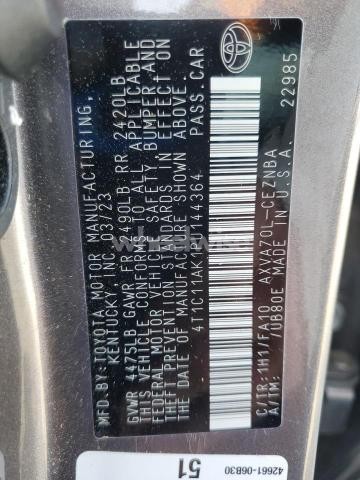 MFD.BY:TOYOTA MOTOR MANUFACTURING,
KENTUCKY, INC. 03/23
GVWR 4475LB GAWR FR 2490LB RR 2420LB
THIS VEHICLE CONFORMS TO ALL APPLICABLE
FEDERAL MOTOR VEHICLE SAFETY, BUMPER AND
THEFT PREVENTION STANDARDS IN EFFECT ON
THE DATE OF MANUFACTURE SHOWN ABOVE
PASS.CAR
C/TR:1H1/FA10 AXVA70L-CEZNBA
A/TM: /UB80E MADE IN U.S.A. 22985
42661-06B30
51